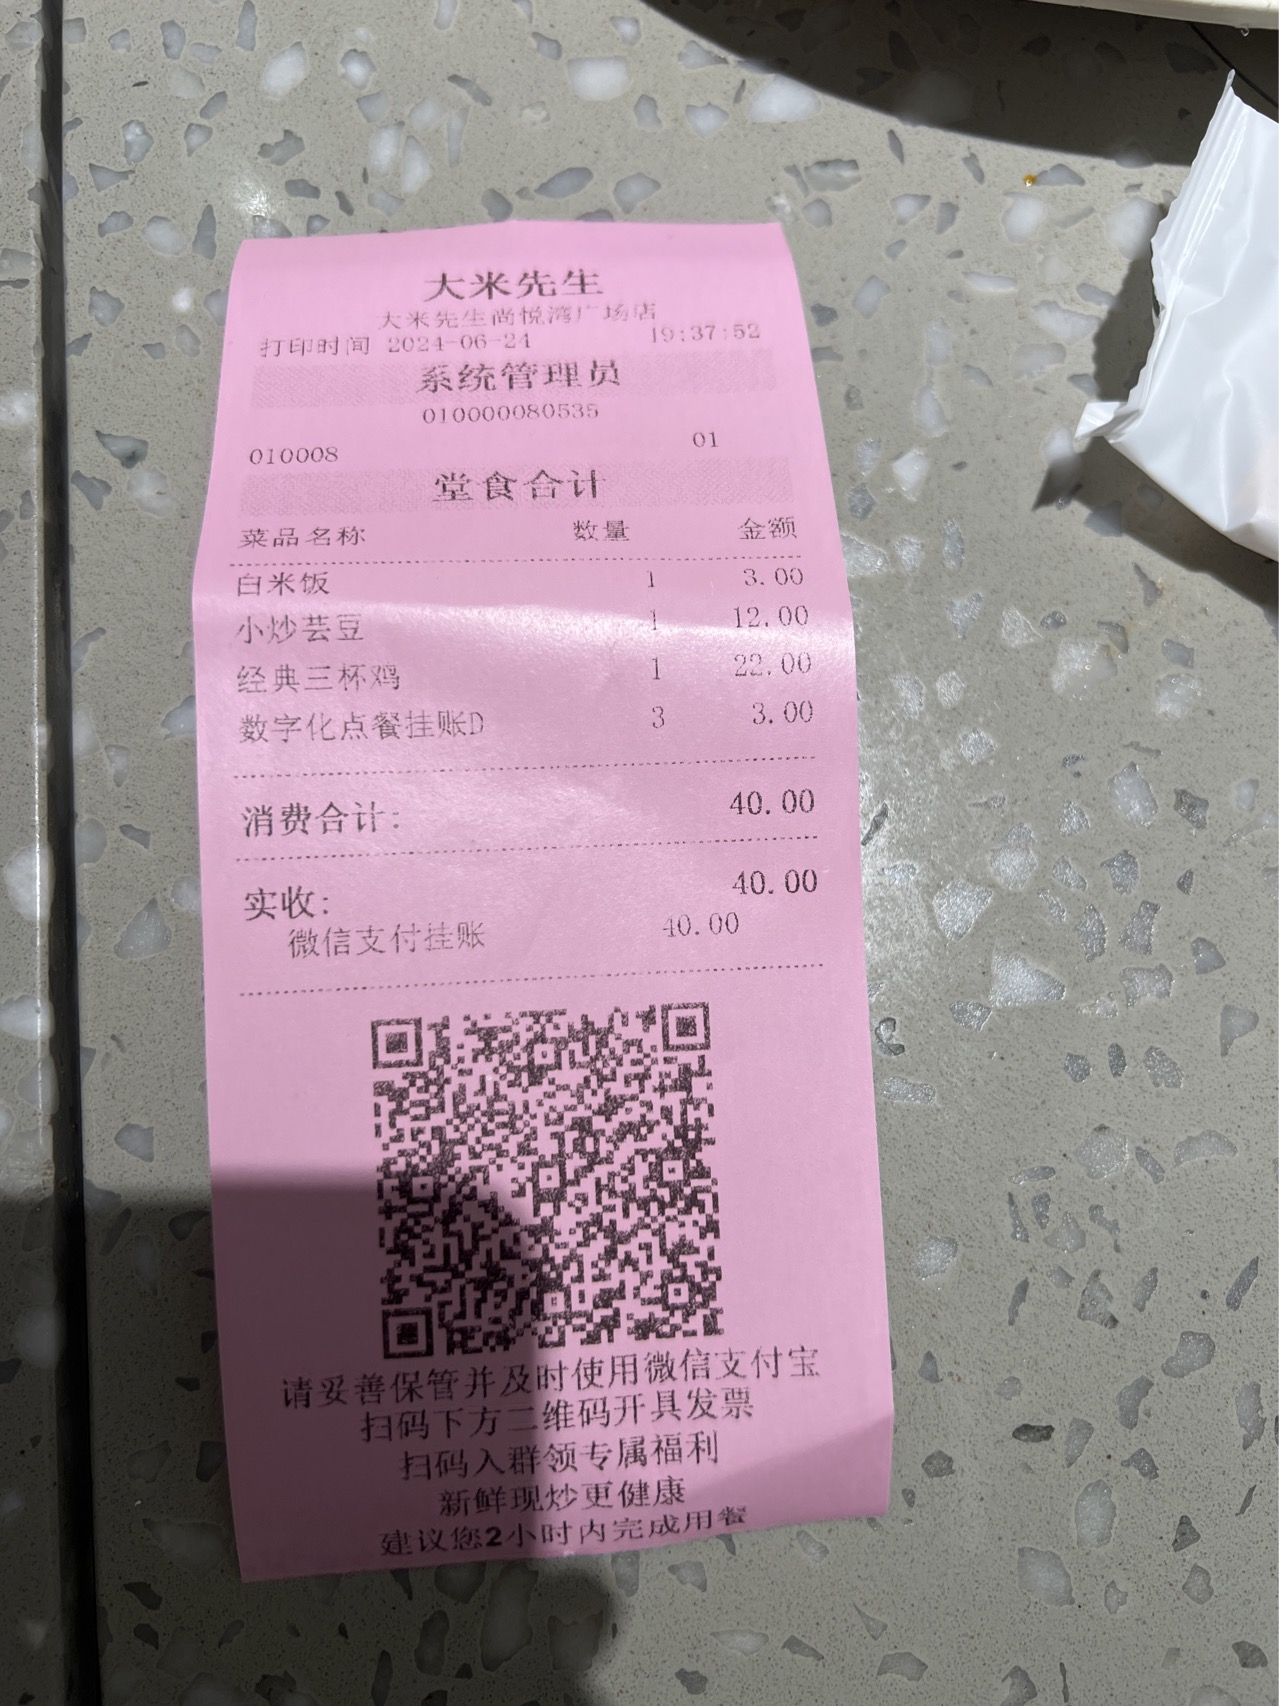 大米先生
大米先生尚悦湾广场店
打印时间 2024-06-24 19:37:52
系统管理员
010000080535
010008 01
堂食合计
菜品名称 数量 金额
白米饭 1 3.00
小炒芸豆 1 12.00
经典三杯鸡 1 22.00
数字化点餐挂账D 3 3.00
消费合计: 40.00
实收: 40.00
微信支付挂账 40.00
请妥善保管并及时使用微信支付宝
扫码下方二维码开具发票
扫码入群领专属福利
新鲜现炒更健康
建议您2小时内完成用餐